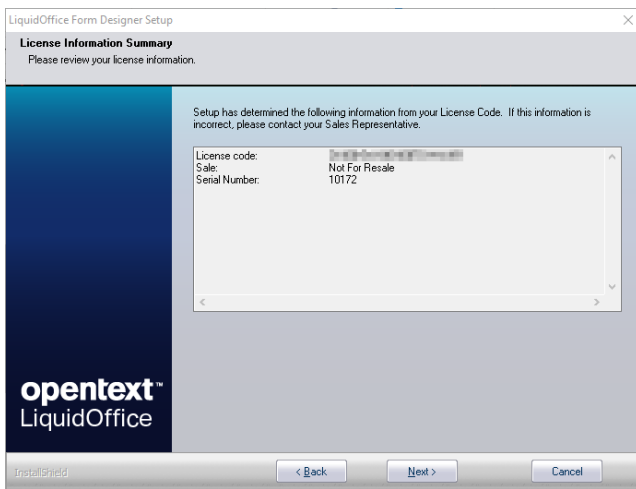 LiquidOffice Form Designer Setup
License Information Summary
Please review your license information.
Setup has determined the following information from your License Code. If this information is
incorrect, please contact your Sales Representative.
License code:
Sale: Not For Resale
Serial Number: 10172
opentext™
LiquidOffice
InstallShield
< Back
Next >
Cancel